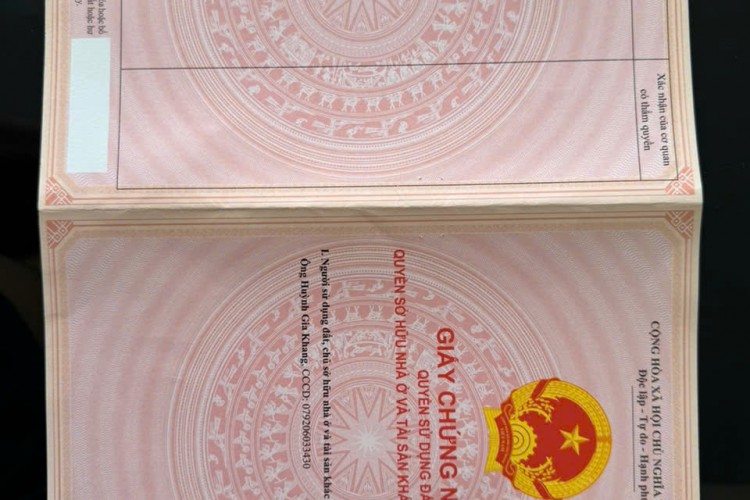 Xác nhận của cơ quan
có thẩm quyền
CỘNG HÒA XÃ HỘI CHỦ NGHĨA
Độc lập - Tự do - Hạnh ph
GIẤY CHỨNG N
QUYỀN SỬ DỤNG ĐẤ
QUYỀN SỞ HỮU NHÀ Ở VÀ TÀI SẢN KHÁ
I. Người sử dụng đất, chủ sở hữu nhà ở và tài sản khác
Ông Huỳnh Gia Khang, CCCD: 079206033430